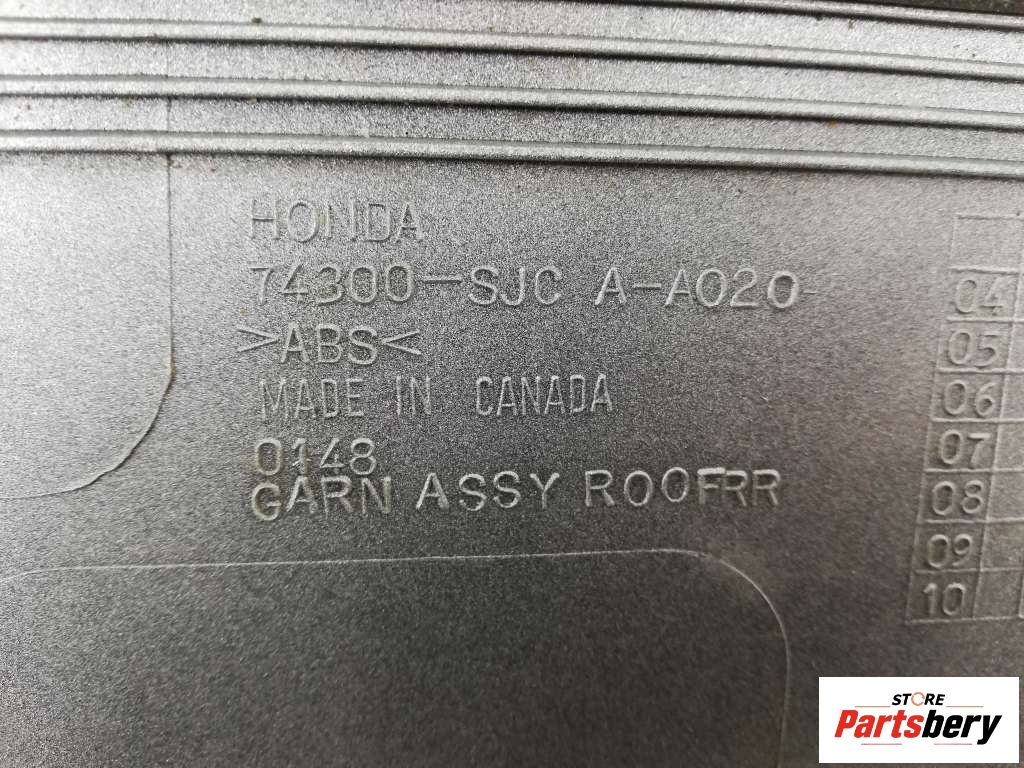 HONDA
74300-SJC A-A020
>ABS<
MADE IN CANADA
0148
GARN ASSY ROOFRR
04
05
06
07
08
09
10
STORE
Partsbery